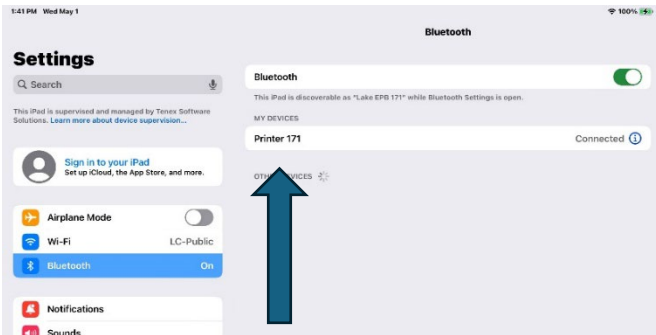 1:41 PM Wed May 1
100%
Bluetooth
Settings
Search
This iPad is supervised and managed by Tenex Software
Solutions. Learn more about device supervision...
Sign in to your iPad
Set up iCloud, the App Store, and more.
Airplane Mode
Wi-Fi LC-Public
Bluetooth On
Notifications
Sounds
Bluetooth
This iPad is discoverable as "Lake EPB 171" while Bluetooth Settings is open.
MY DEVICES
Printer 171 Connected
OTHER DEVICES